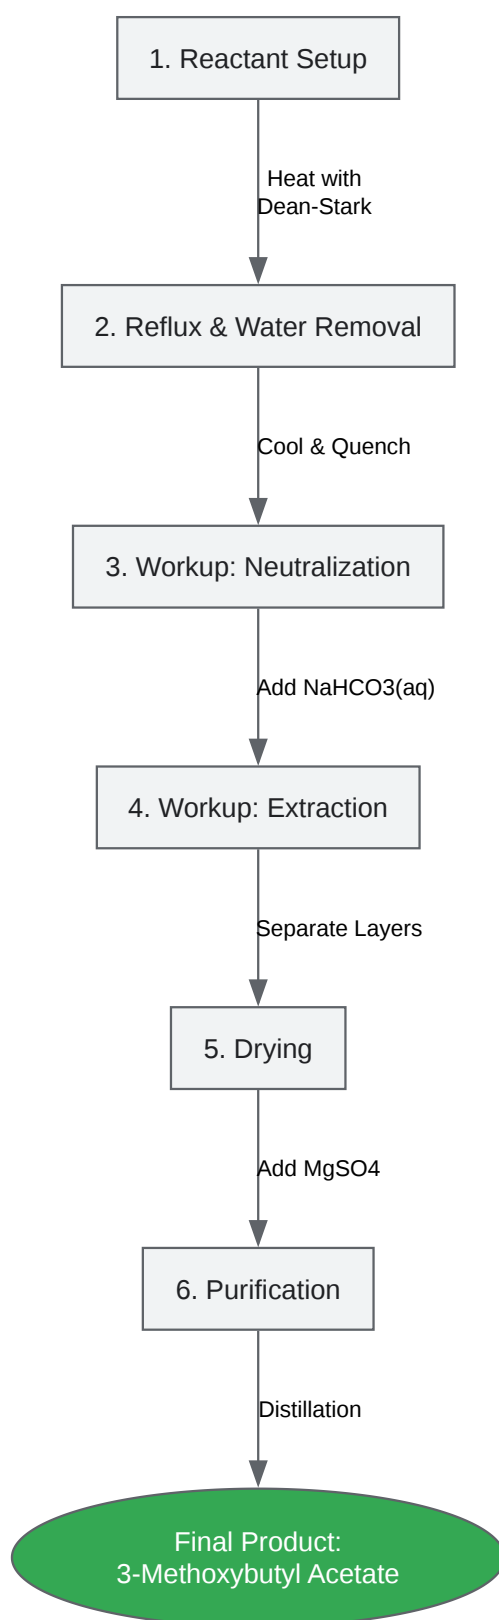 1. Reactant Setup
Heat with
Dean-Stark
2. Reflux & Water Removal
Cool & Quench
3. Workup: Neutralization
Add NaHCO3(aq)
4. Workup: Extraction
Separate Layers
5. Drying
Add MgSO4
6. Purification
Distillation
Final Product:
3-Methoxybutyl Acetate